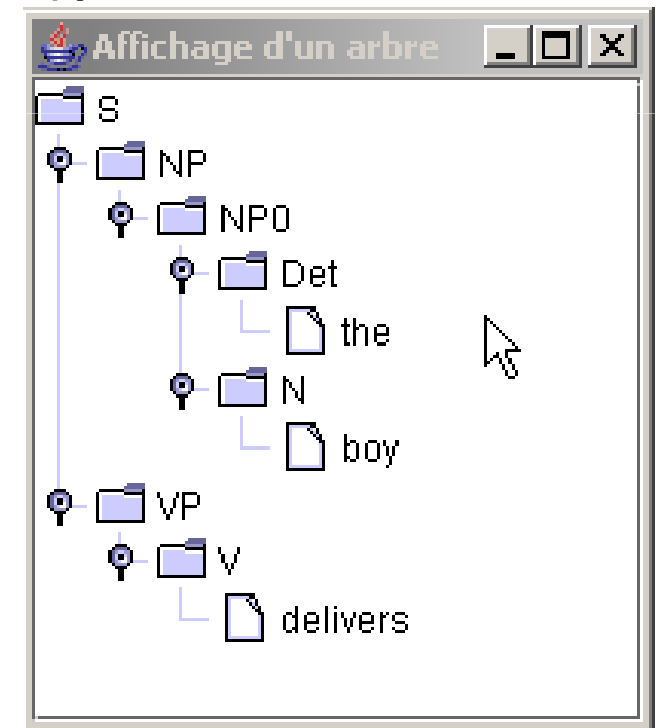 Affichage d'un arbre
S
NP
NP0
Det
the
N
boy
VP
V
delivers